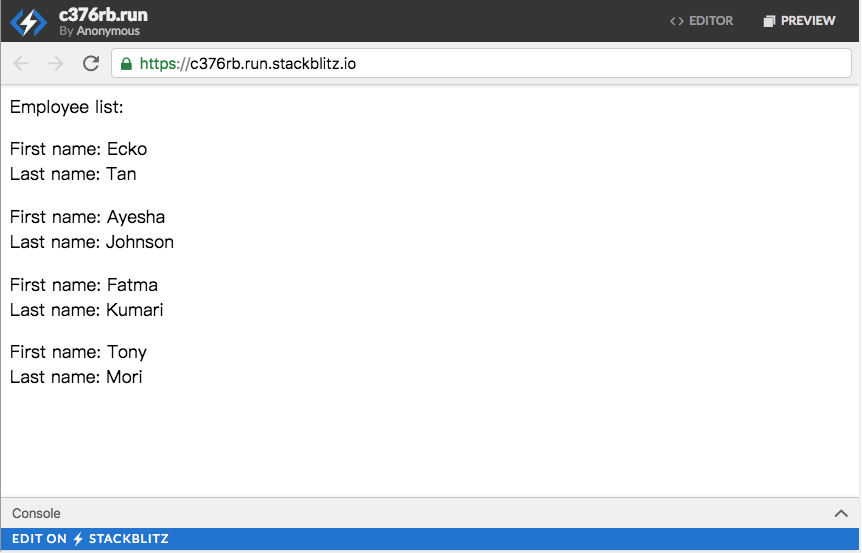 c376rb.run
By Anonymous
EDITOR
PREVIEW
https://c376rb.run.stackblitz.io
Employee list:
First name: Ecko
Last name: Tan
First name: Ayesha
Last name: Johnson
First name: Fatma
Last name: Kumari
First name: Tony
Last name: Mori
Console
EDIT ON STACKBLITZ